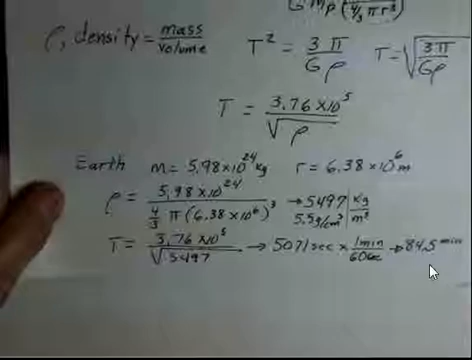 G M ρ (4/3 π r³)
ρ, density = mass/volume
T² = 3π/Gρ T = √(3π/Gρ)
T = 3.76 × 10⁵/√ρ
Earth m = 5.98 × 10²⁴ kg r = 6.38 × 10⁶ m
ρ = 5.98 × 10²⁴/(4/3 π (6.38 × 10⁶)³) → 5497 kg/m³
5.5 g/cm³
T = 3.76 × 10⁵/√5497 → 5071 sec × 1 min/60 sec → 84.5 min